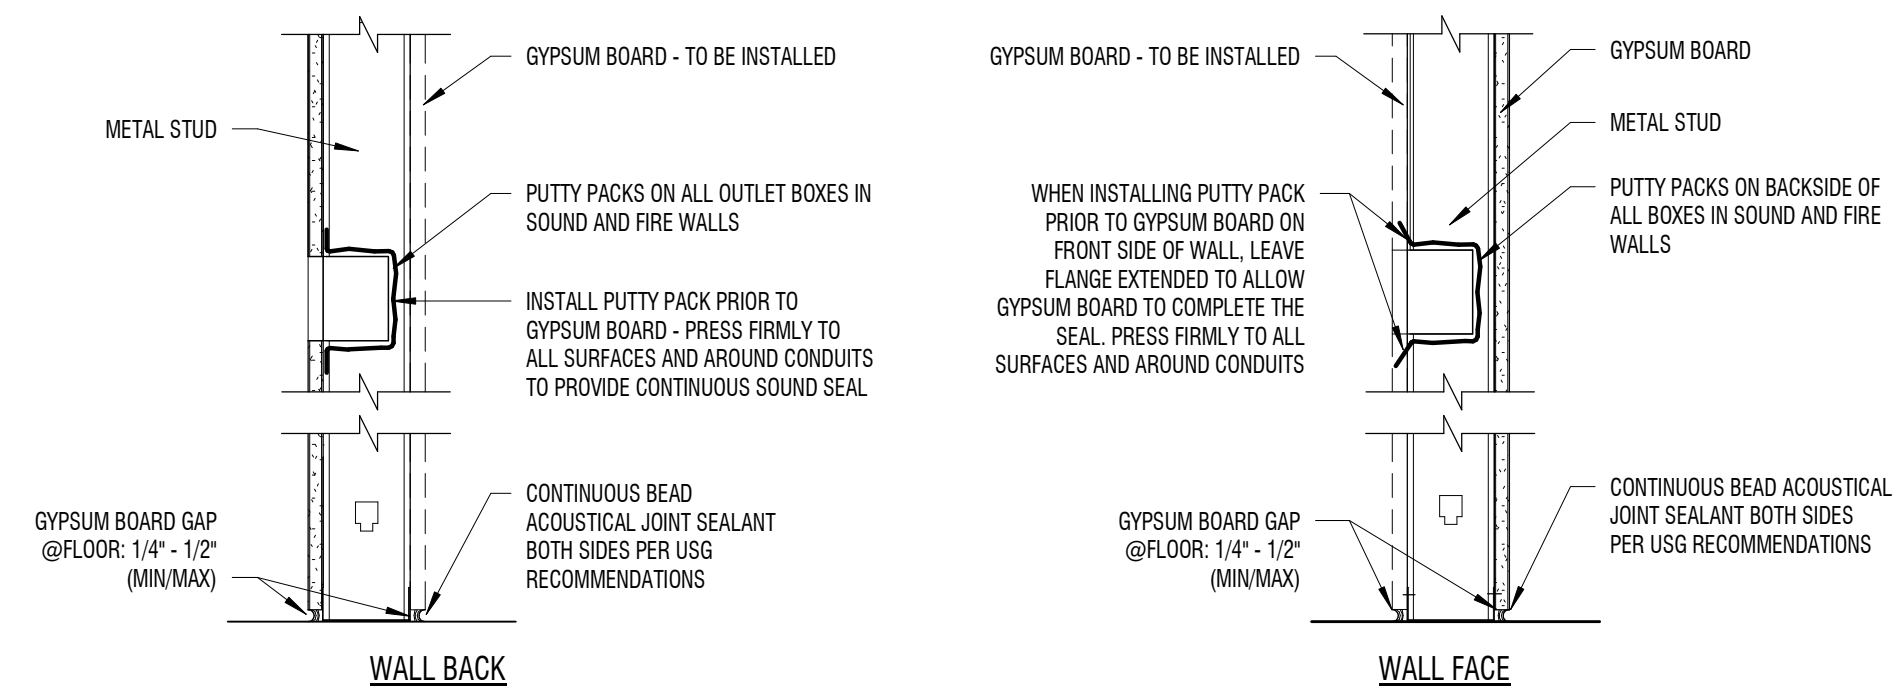 GYPSUM BOARD - TO BE INSTALLED
METAL STUD
PUTTY PACKS ON ALL OUTLET BOXES IN
SOUND AND FIRE WALLS
INSTALL PUTTY PACK PRIOR TO
GYPSUM BOARD - PRESS FIRMLY TO
ALL SURFACES AND AROUND CONDUITS
TO PROVIDE CONTINUOUS SOUND SEAL
GYPSUM BOARD GAP
@FLOOR: 1/4" - 1/2"
(MIN/MAX)
CONTINUOUS BEAD
ACOUSTICAL JOINT SEALANT
BOTH SIDES PER USG
RECOMMENDATIONS
WALL BACK
GYPSUM BOARD - TO BE INSTALLED
GYPSUM BOARD
METAL STUD
WHEN INSTALLING PUTTY PACK
PRIOR TO GYPSUM BOARD ON
FRONT SIDE OF WALL, LEAVE
FLANGE EXTENDED TO ALLOW
GYPSUM BOARD TO COMPLETE THE
SEAL. PRESS FIRMLY TO ALL
SURFACES AND AROUND CONDUITS
PUTTY PACKS ON BACKSIDE OF
ALL BOXES IN SOUND AND FIRE
WALLS
GYPSUM BOARD GAP
@FLOOR: 1/4" - 1/2"
(MIN/MAX)
CONTINUOUS BEAD ACOUSTICAL
JOINT SEALANT BOTH SIDES
PER USG RECOMMENDATIONS
WALL FACE